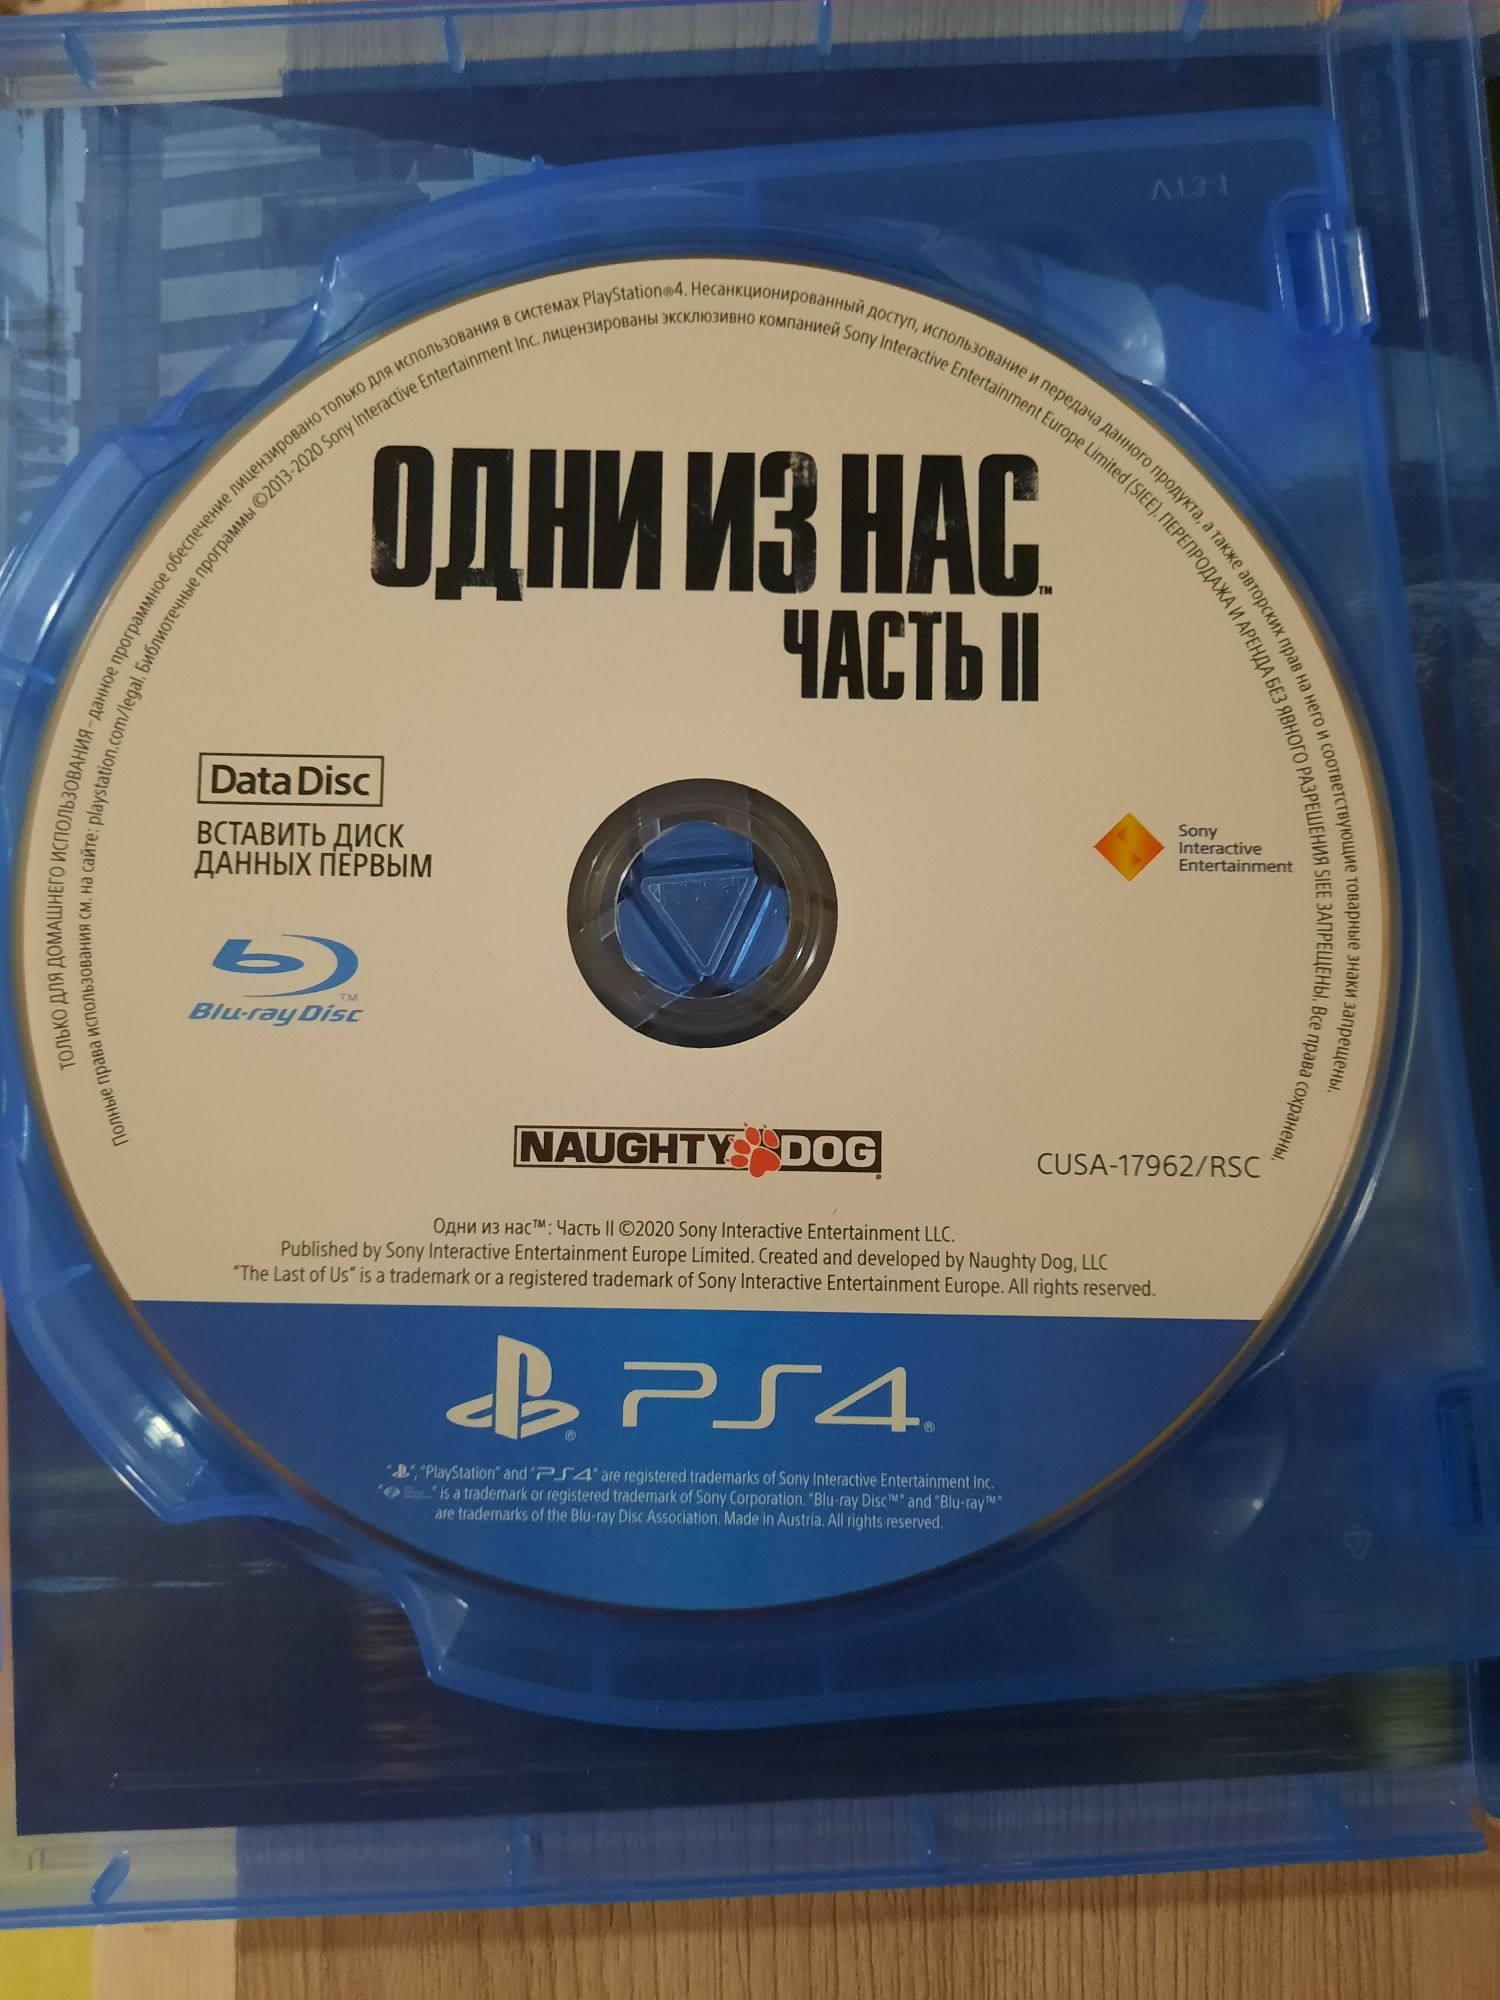 ТОЛЬКО ДЛЯ ДОМАШНЕГО ИСПОЛЬЗОВАНИЯ - данное программное обеспечение лицензировано только для использования в системах PlayStation®4. Несанкционированный доступ, использование и передача данного продукта, а также авторских прав на него и соответствующие товарные знаки запрещены.
Полные права использования см. на сайте: playstation.com/legal. Библиотечные программы ©2013-2020 Sony Interactive Entertainment Inc. лицензированы эксклюзивно компанией Sony Interactive Entertainment Europe Limited (SIEE). ПЕРЕПРОДАЖА И АРЕНДА БЕЗ ЯВНОГО РАЗРЕШЕНИЯ SIEE ЗАПРЕЩЕНЫ. Все права сохранены.
ОДНИ ИЗ НАС™
ЧАСТЬ II
Data Disc
ВСТАВИТЬ ДИСК
ДАННЫХ ПЕРВЫМ
Blu-ray Disc™
Sony
Interactive
Entertainment
NAUGHTY DOG
CUSA-17962/RSC
Одни из нас™: Часть II ©2020 Sony Interactive Entertainment LLC.
Published by Sony Interactive Entertainment Europe Limited. Created and developed by Naughty Dog, LLC
"The Last of Us" is a trademark or a registered trademark of Sony Interactive Entertainment Europe. All rights reserved.
PS4®
"", "PlayStation" and "PS4" are registered trademarks of Sony Interactive Entertainment Inc.
"" is a trademark or registered trademark of Sony Corporation. "Blu-ray Disc™" and "Blu-ray™"
are trademarks of the Blu-ray Disc Association. Made in Austria. All rights reserved.